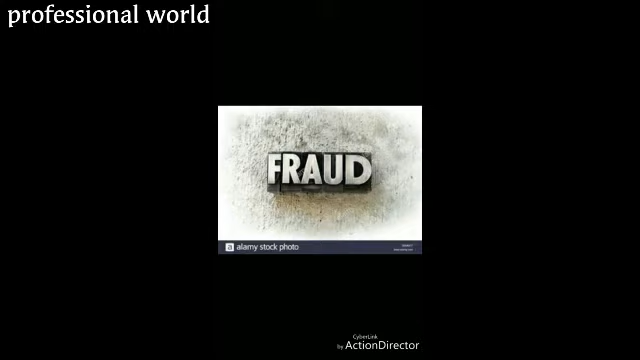 professional world
FRAUD
a alamy stock photo
CyberLink
by ActionDirector